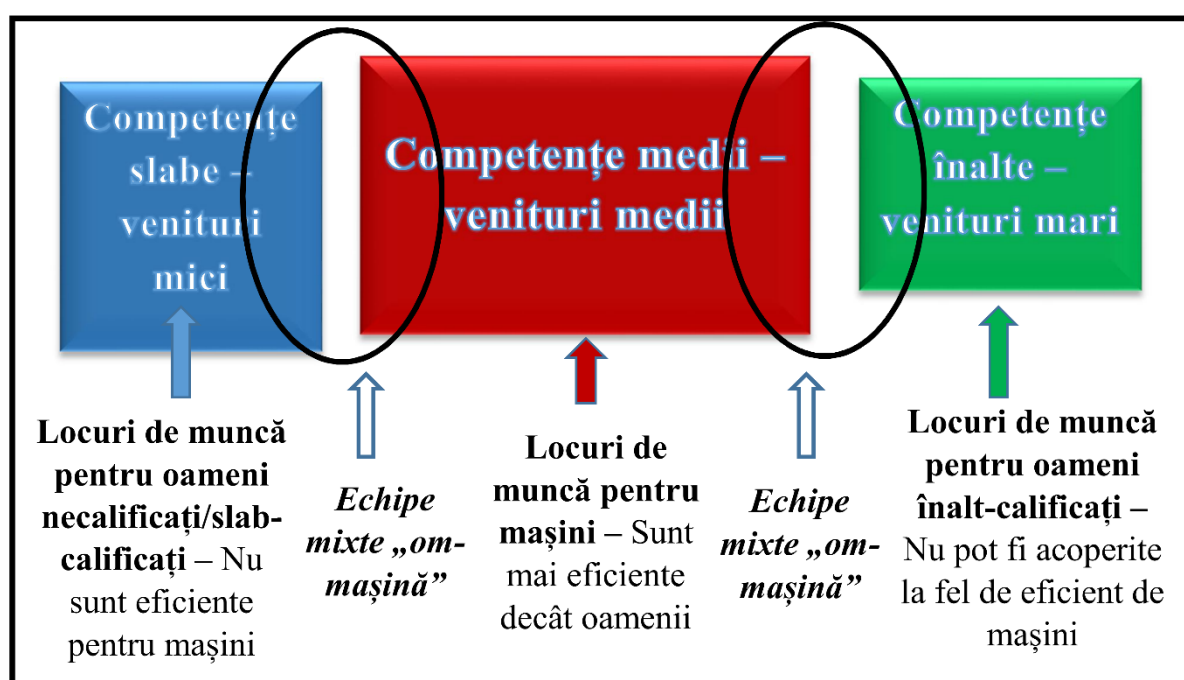 Competențe
slabe –
venituri
mici
Competențe medii –
venituri medii
Competențe
înalte –
venituri mari
Locuri de muncă
pentru oameni
necalificați/slab-
calificați – Nu
sunt eficiente
pentru mașini
Echipe
mixte „om-
mașină”
Locuri de
muncă pentru
mașini – Sunt
mai eficiente
decât oamenii
Echipe
mixte „om-
mașină”
Locuri de muncă
pentru oameni
înalt-calificați –
Nu pot fi acoperite
la fel de eficient de
mașini